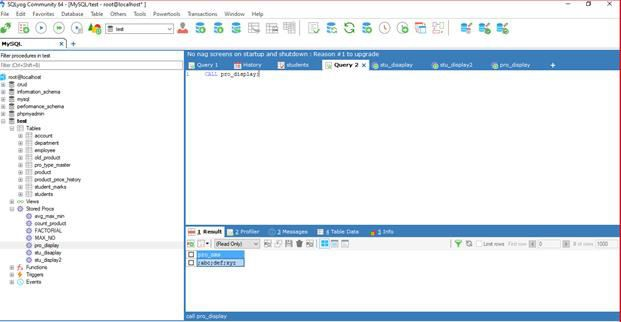 SQLyog Community 64 - [MySQL/test - root@localhost* ]
File Edit Favorites Database Table Others Tools Powertools Transactions Window Help
test
MySQL
No nag screens on startup and shutdown : Reason #1 to upgrade
Filter procedures in test
Filter (Ctrl+Shift+B)
Query 1 History students Query 2 stu_dsaplay stu_display2 pro_display
1 CALL pro_display;
root@localhost
crud
information_schema
mysql
performance_schema
phpmyadmin
test
Tables
account
department
employee
old_product
pro_type_master
product
product_price_history
student_marks
students
Views
Stored Procs
avg_max_min
count_product
FACTORIAL
MAX_NO
pro_display
stu_dsaplay
stu_display2
Functions
Triggers
Events
1 Result 2 Profiler 3 Messages 4 Table Data 5 Info
(Read Only) Limit rows First row 0 # of rows 1000
;abc;def;xyz
call pro_display